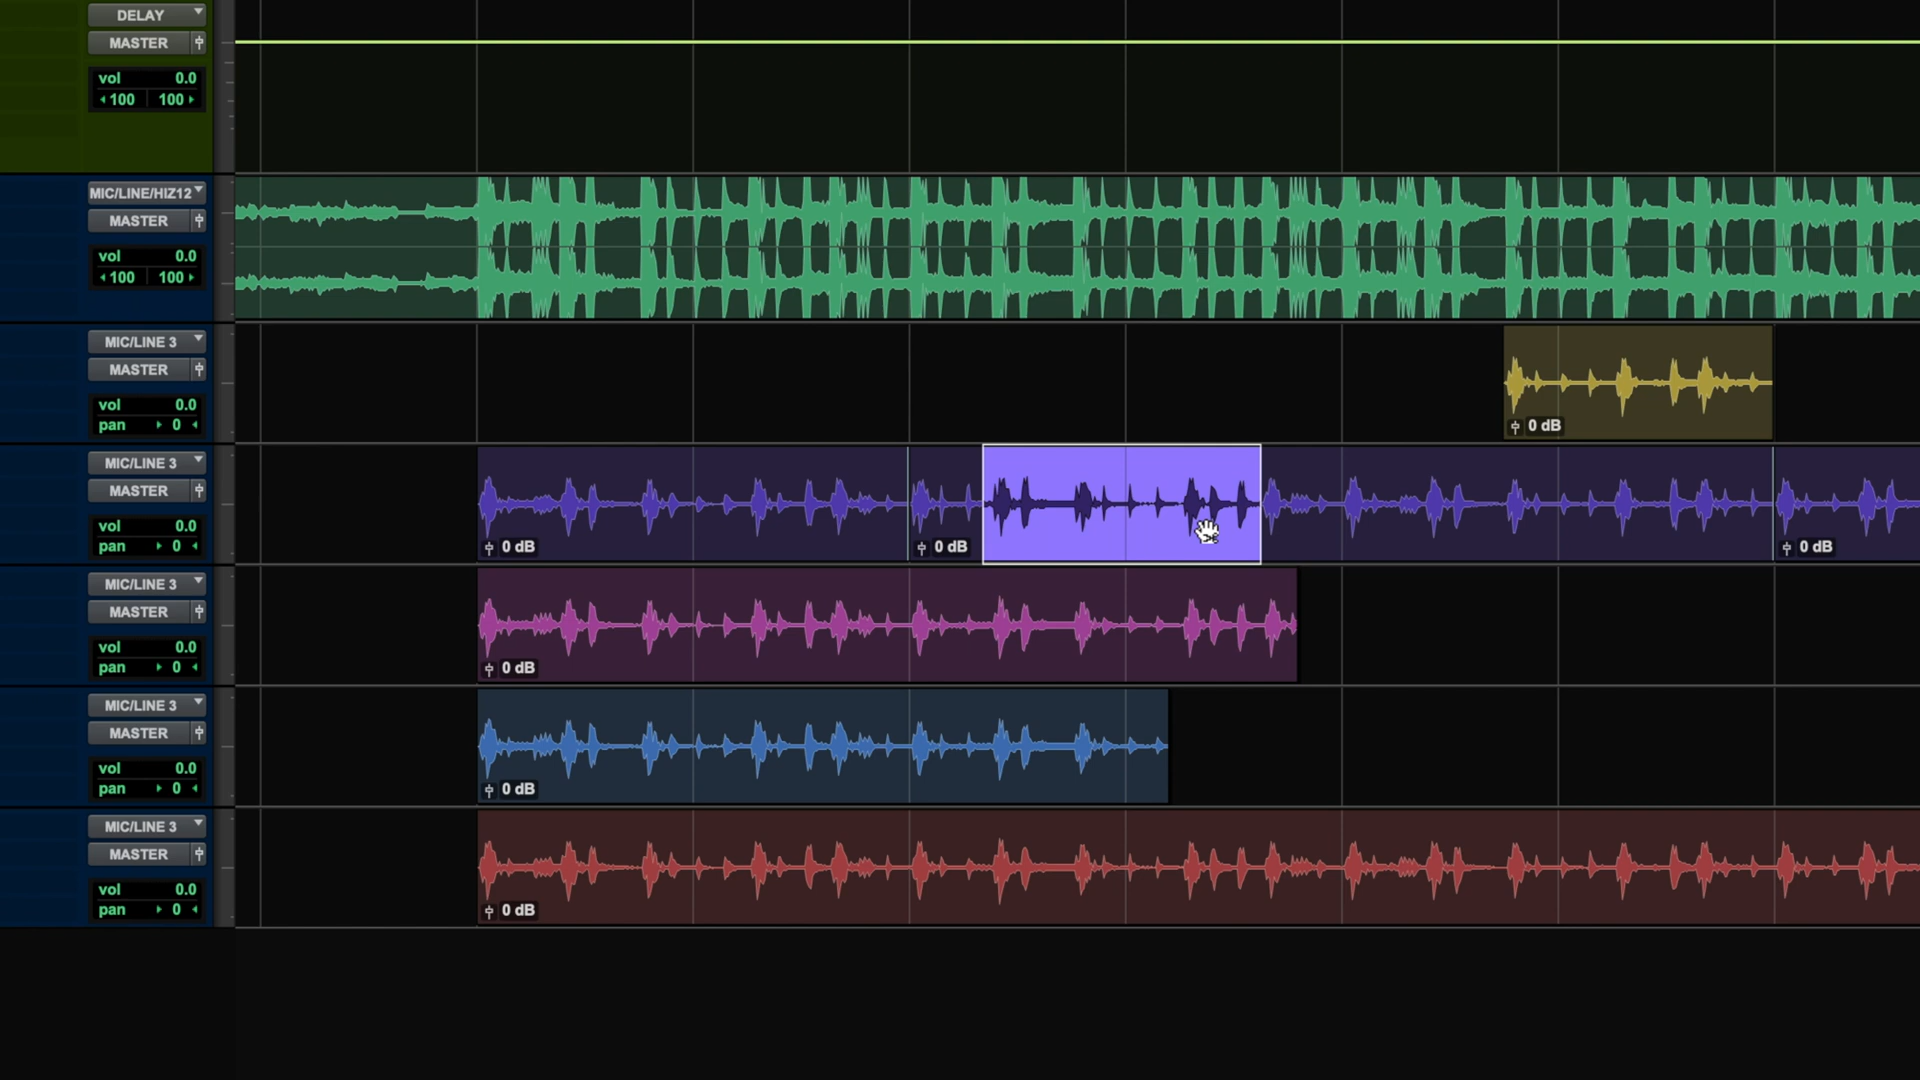 DELAY
MASTER
vol 0.0
100 100
MIC/LINE/HIZ12
MASTER
vol 0.0
100 100
MIC/LINE 3
MASTER
vol 0.0
pan 0
0 dB
MIC/LINE 3
MASTER
vol 0.0
pan 0
0 dB 0 dB 0 dB
MIC/LINE 3
MASTER
vol 0.0
pan 0
0 dB
MIC/LINE 3
MASTER
vol 0.0
pan 0
0 dB
MIC/LINE 3
MASTER
vol 0.0
pan 0
0 dB